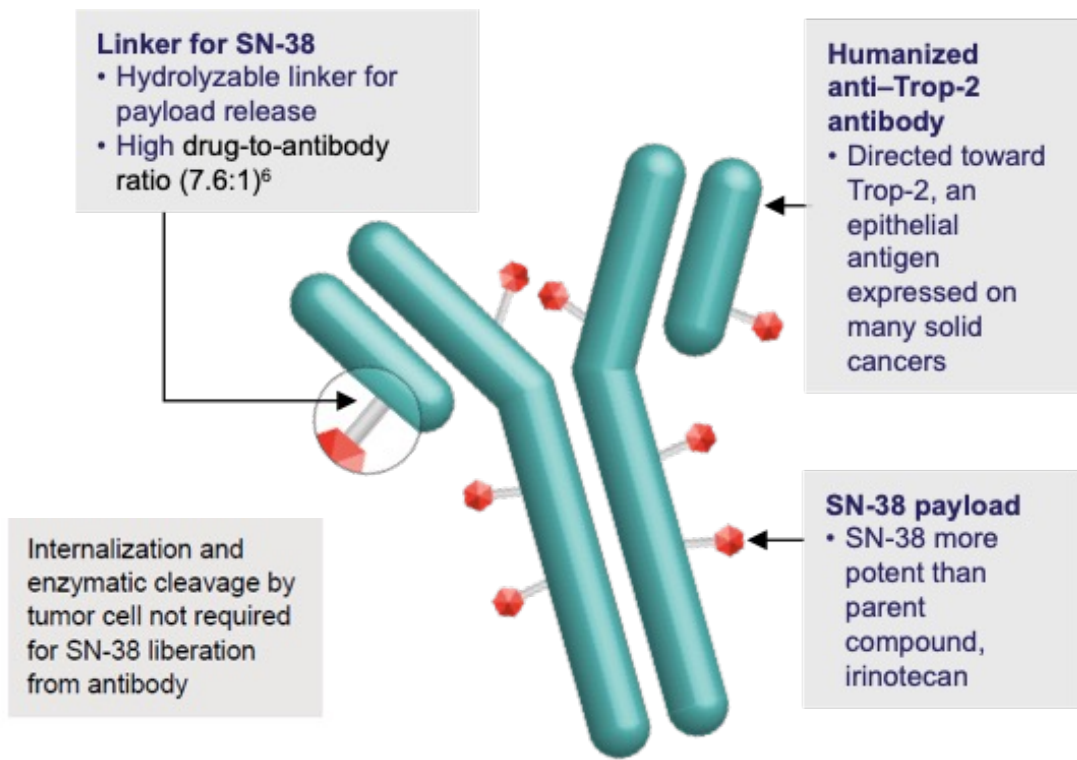 Linker for SN-38
• Hydrolyzable linker for
payload release
• High drug-to-antibody
ratio (7.6:1)⁶
Humanized
anti–Trop-2
antibody
• Directed toward
Trop-2, an
epithelial
antigen
expressed on
many solid
cancers
Internalization and
enzymatic cleavage by
tumor cell not required
for SN-38 liberation
from antibody
SN-38 payload
• SN-38 more
potent than
parent
compound,
irinotecan